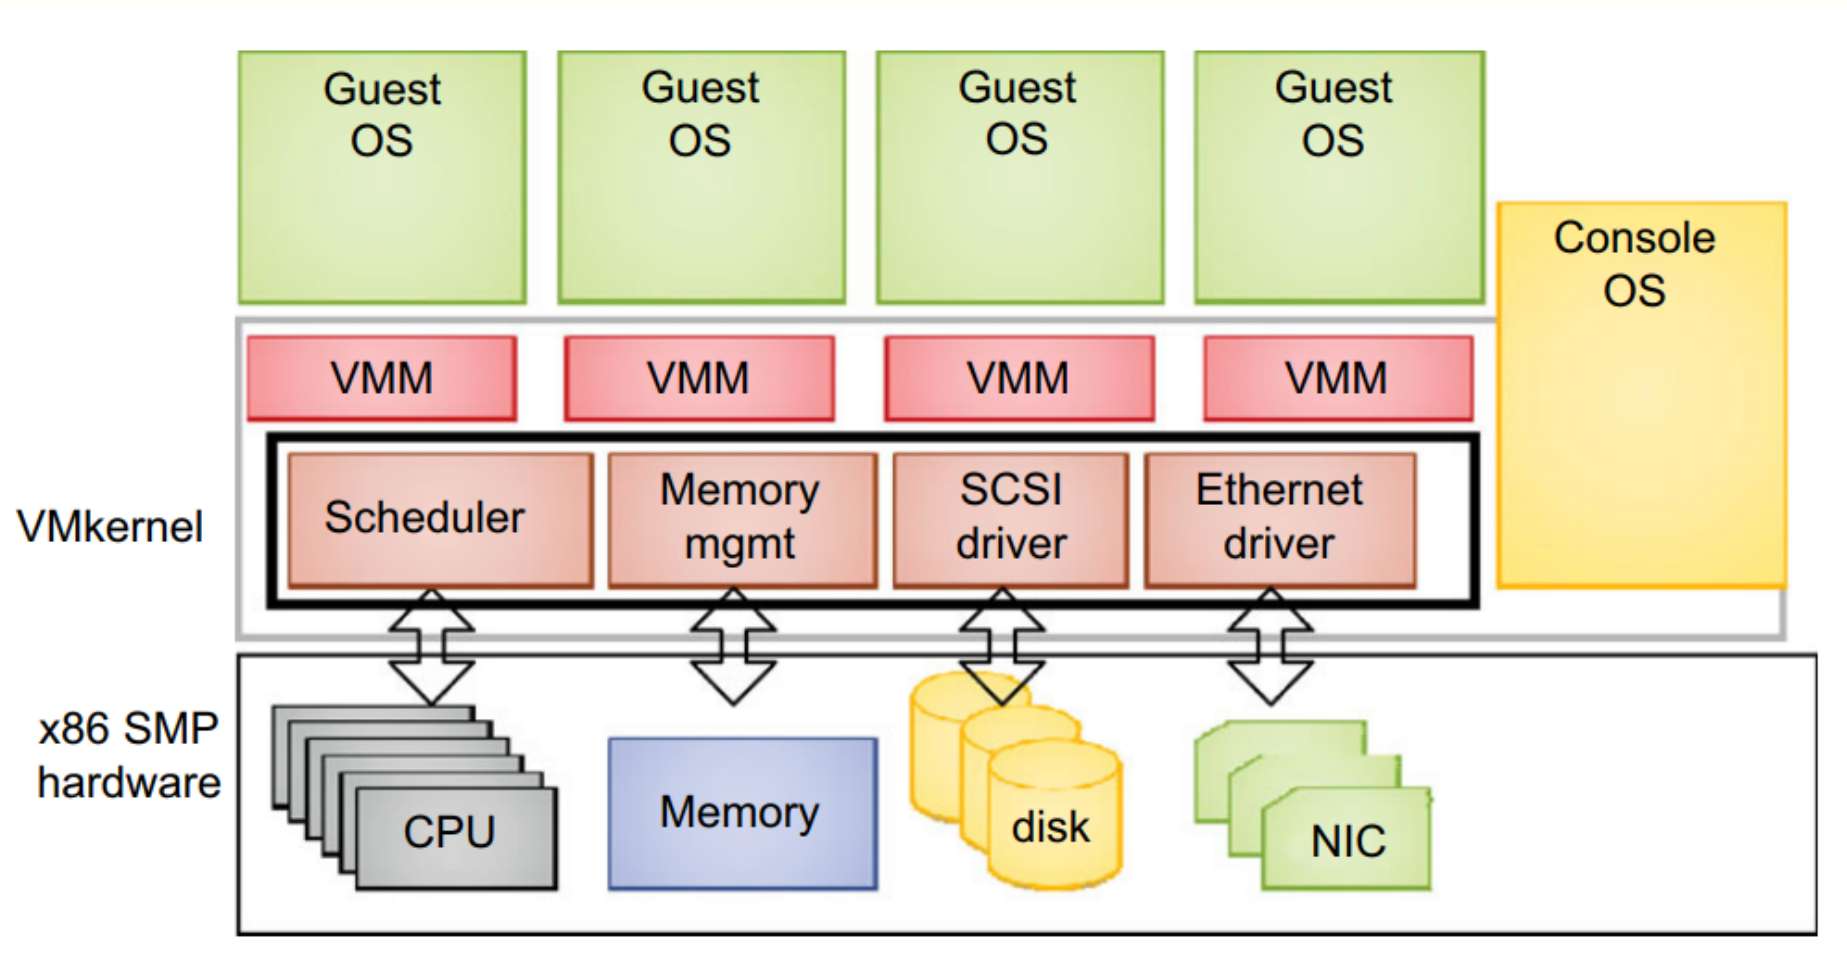 Guest
OS
Guest
OS
Guest
OS
Guest
OS
Console
OS
VMM
VMM
VMM
VMM
VMkernel
Scheduler
Memory
mgmt
SCSI
driver
Ethernet
driver
x86 SMP
hardware
CPU
Memory
disk
NIC